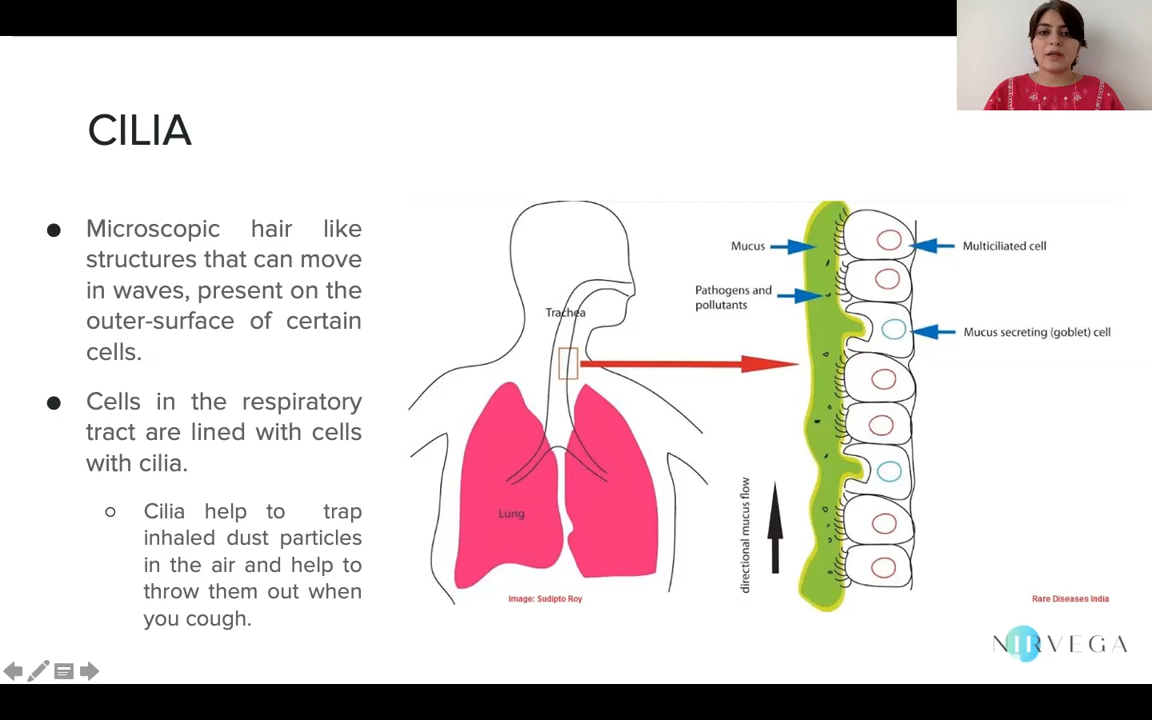 CILIA
● Microscopic hair like
structures that can move
in waves, present on the
outer-surface of certain
cells.
● Cells in the respiratory
tract are lined with cells
with cilia.
○ Cilia help to trap
inhaled dust particles
in the air and help to
throw them out when
you cough.
Trachea
Lung
Image: Sudipto Roy
Mucus
Pathogens and
pollutants
directional mucus flow
Multiciliated cell
Mucus secreting (goblet) cell
Rare Diseases India
NIRVEGA